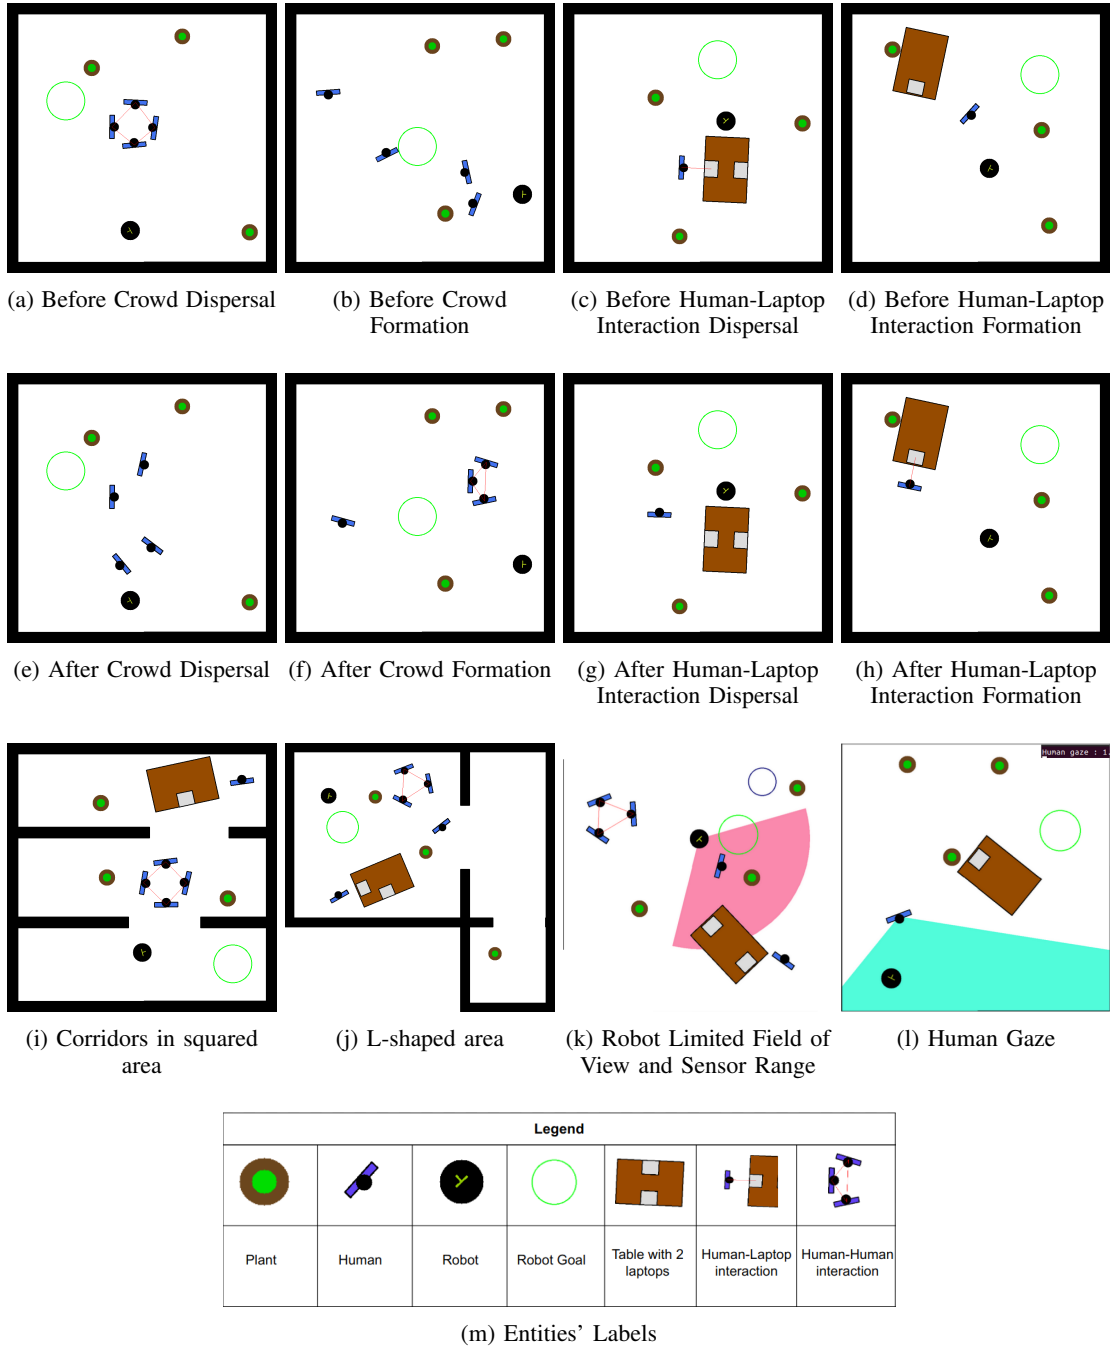 (a) Before Crowd Dispersal
(b) Before Crowd
Formation
(c) Before Human-Laptop
Interaction Dispersal
(d) Before Human-Laptop
Interaction Formation
(e) After Crowd Dispersal
(f) After Crowd Formation
(g) After Human-Laptop
Interaction Dispersal
(h) After Human-Laptop
Interaction Formation
Human gaze : 1.
(i) Corridors in squared
area
(j) L-shaped area
(k) Robot Limited Field of
View and Sensor Range
(l) Human Gaze
Legend
Plant
Human
Robot
Robot Goal
Table with 2
laptops
Human-Laptop
interaction
Human-Human
interaction
(m) Entities' Labels